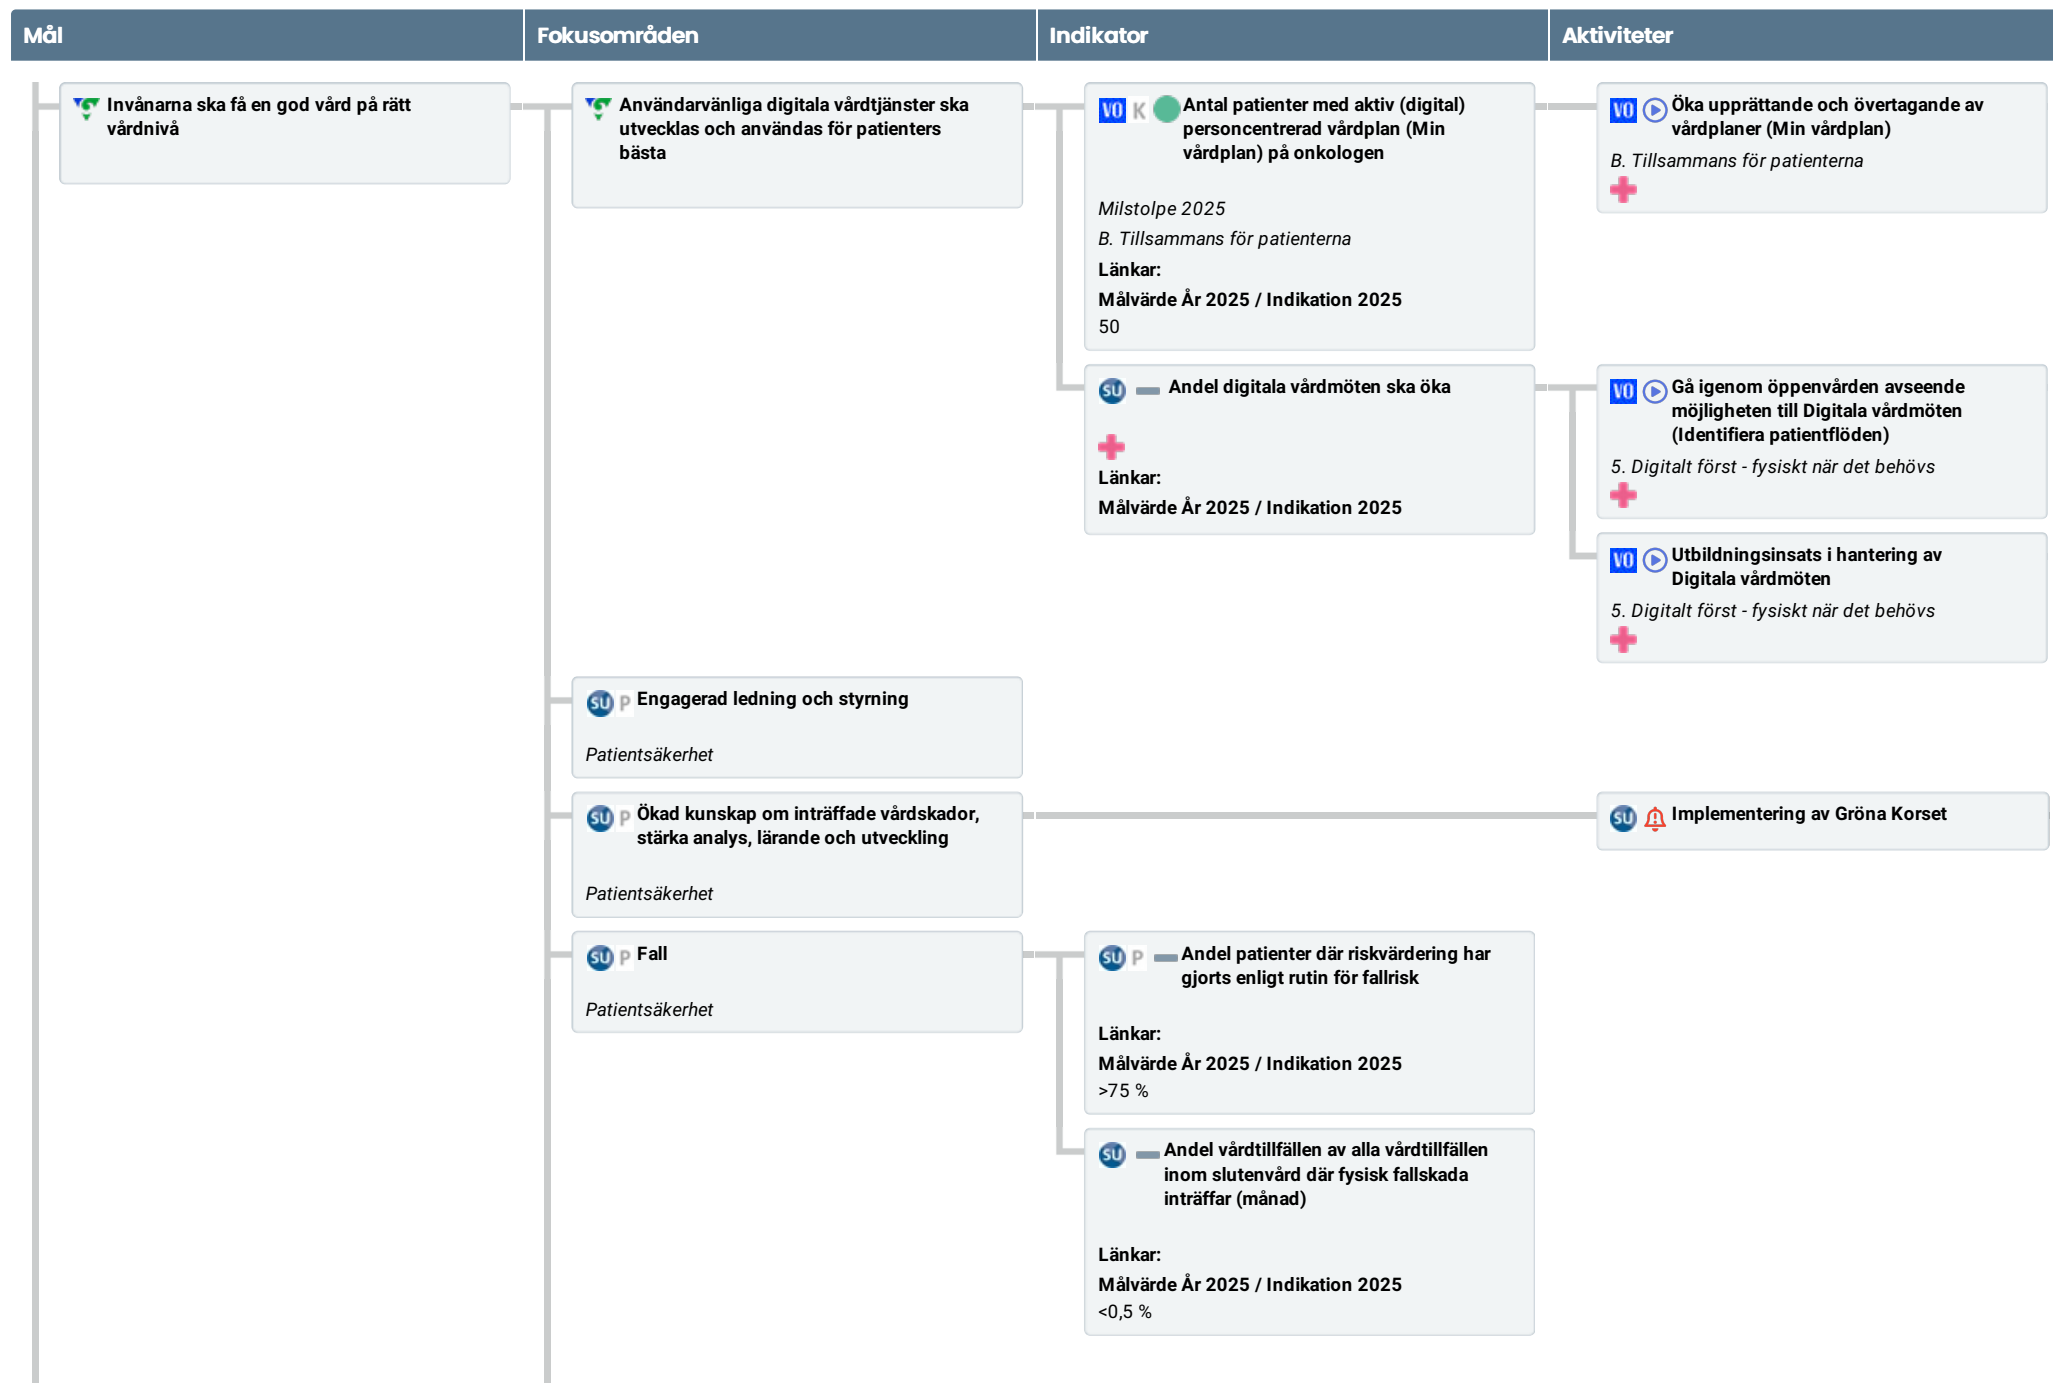 Mål
Fokusområden
Indikator
Aktiviteter
Invånarna ska få en god vård på rätt
vårdnivå
Användarvänliga digitala vårdtjänster ska
utvecklas och användas för patienters
bästa
VO K Antal patienter med aktiv (digital)
personcentrerad vårdplan (Min
vårdplan) på onkologen
Milstolpe 2025
B. Tillsammans för patienterna
Länkar:
Målvärde År 2025 / Indikation 2025
50
VO Öka upprättande och övertagande av
vårdplaner (Min vårdplan)
B. Tillsammans för patienterna
SU Andel digitala vårdmöten ska öka
Länkar:
Målvärde År 2025 / Indikation 2025
VO Gå igenom öppenvården avseende
möjligheten till Digitala vårdmöten
(Identifiera patientflöden)
5. Digitalt först - fysiskt när det behövs
VO Utbildningsinsats i hantering av
Digitala vårdmöten
5. Digitalt först - fysiskt när det behövs
SU P Engagerad ledning och styrning
Patientsäkerhet
SU P Ökad kunskap om inträffade vårdskador,
stärka analys, lärande och utveckling
Patientsäkerhet
SU Implementering av Gröna Korset
SU P Fall
Patientsäkerhet
SU P Andel patienter där riskvärdering har
gjorts enligt rutin för fallrisk
Länkar:
Målvärde År 2025 / Indikation 2025
>75 %
SU Andel vårdtillfällen av alla vårdtillfällen
inom slutenvård där fysisk fallskada
inträffar (månad)
Länkar:
Målvärde År 2025 / Indikation 2025
<0,5 %